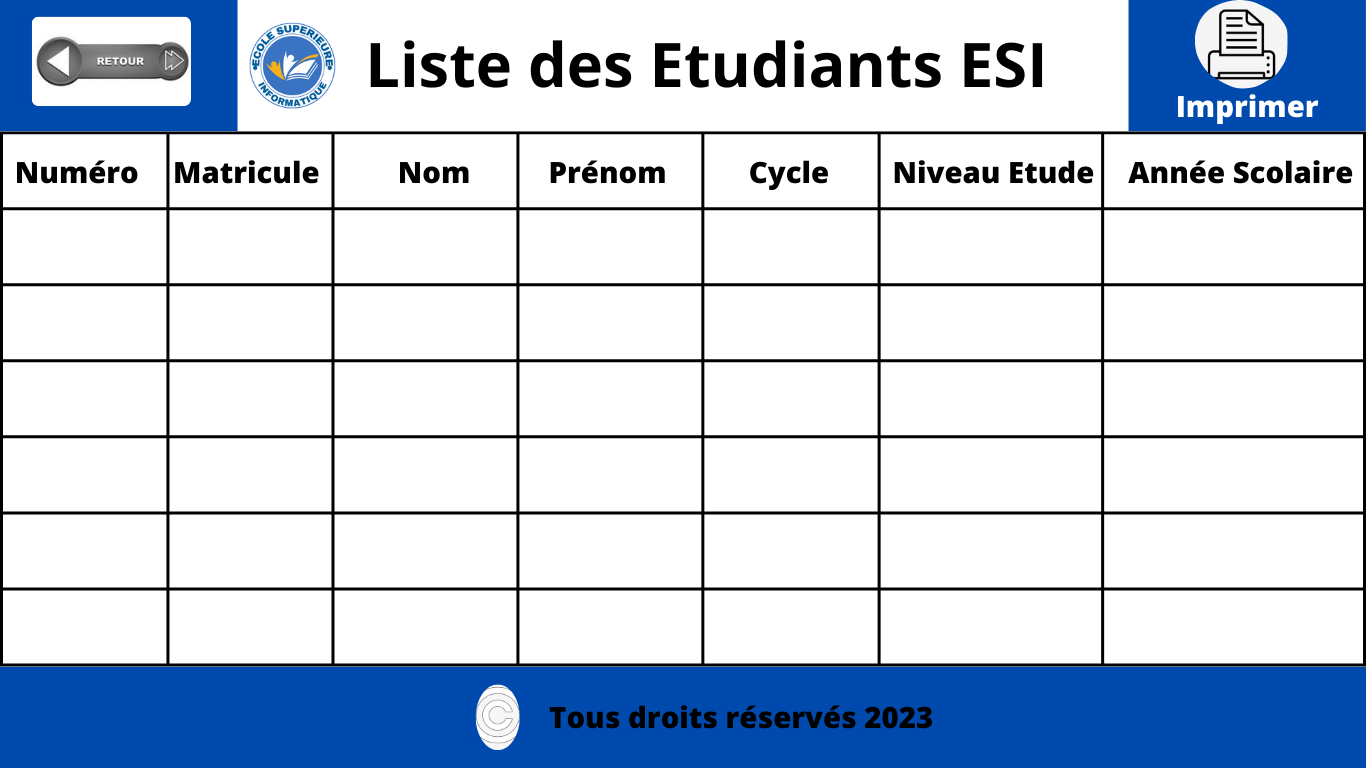 RETOUR
ECOLE SUPERIEURE
INFORMATIQUE
Liste des Etudiants ESI
Imprimer
Numéro Matricule Nom Prénom Cycle Niveau Etude Année Scolaire
© Tous droits réservés 2023